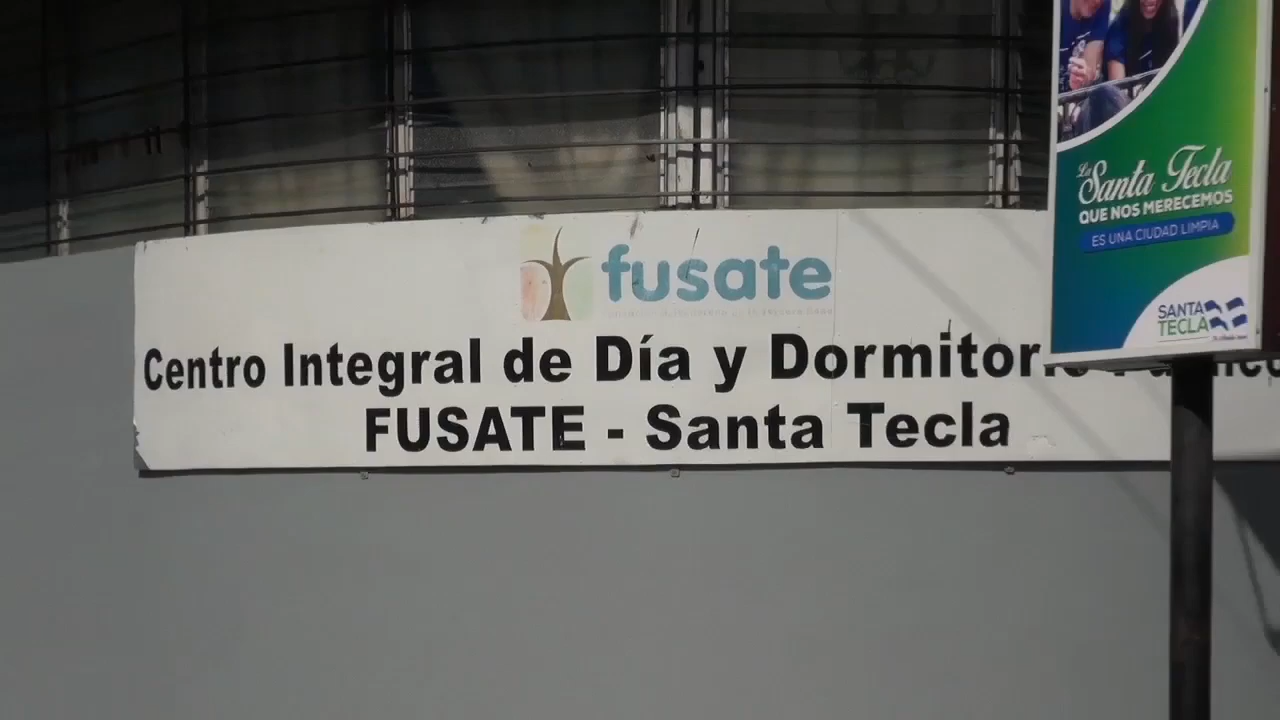 fusate
Centro Integral de Día y Dormitorio
FUSATE - Santa Tecla
La Santa Tecla
QUE NOS MERECEMOS
ES UNA CIUDAD LIMPIA
SANTA
TECLA